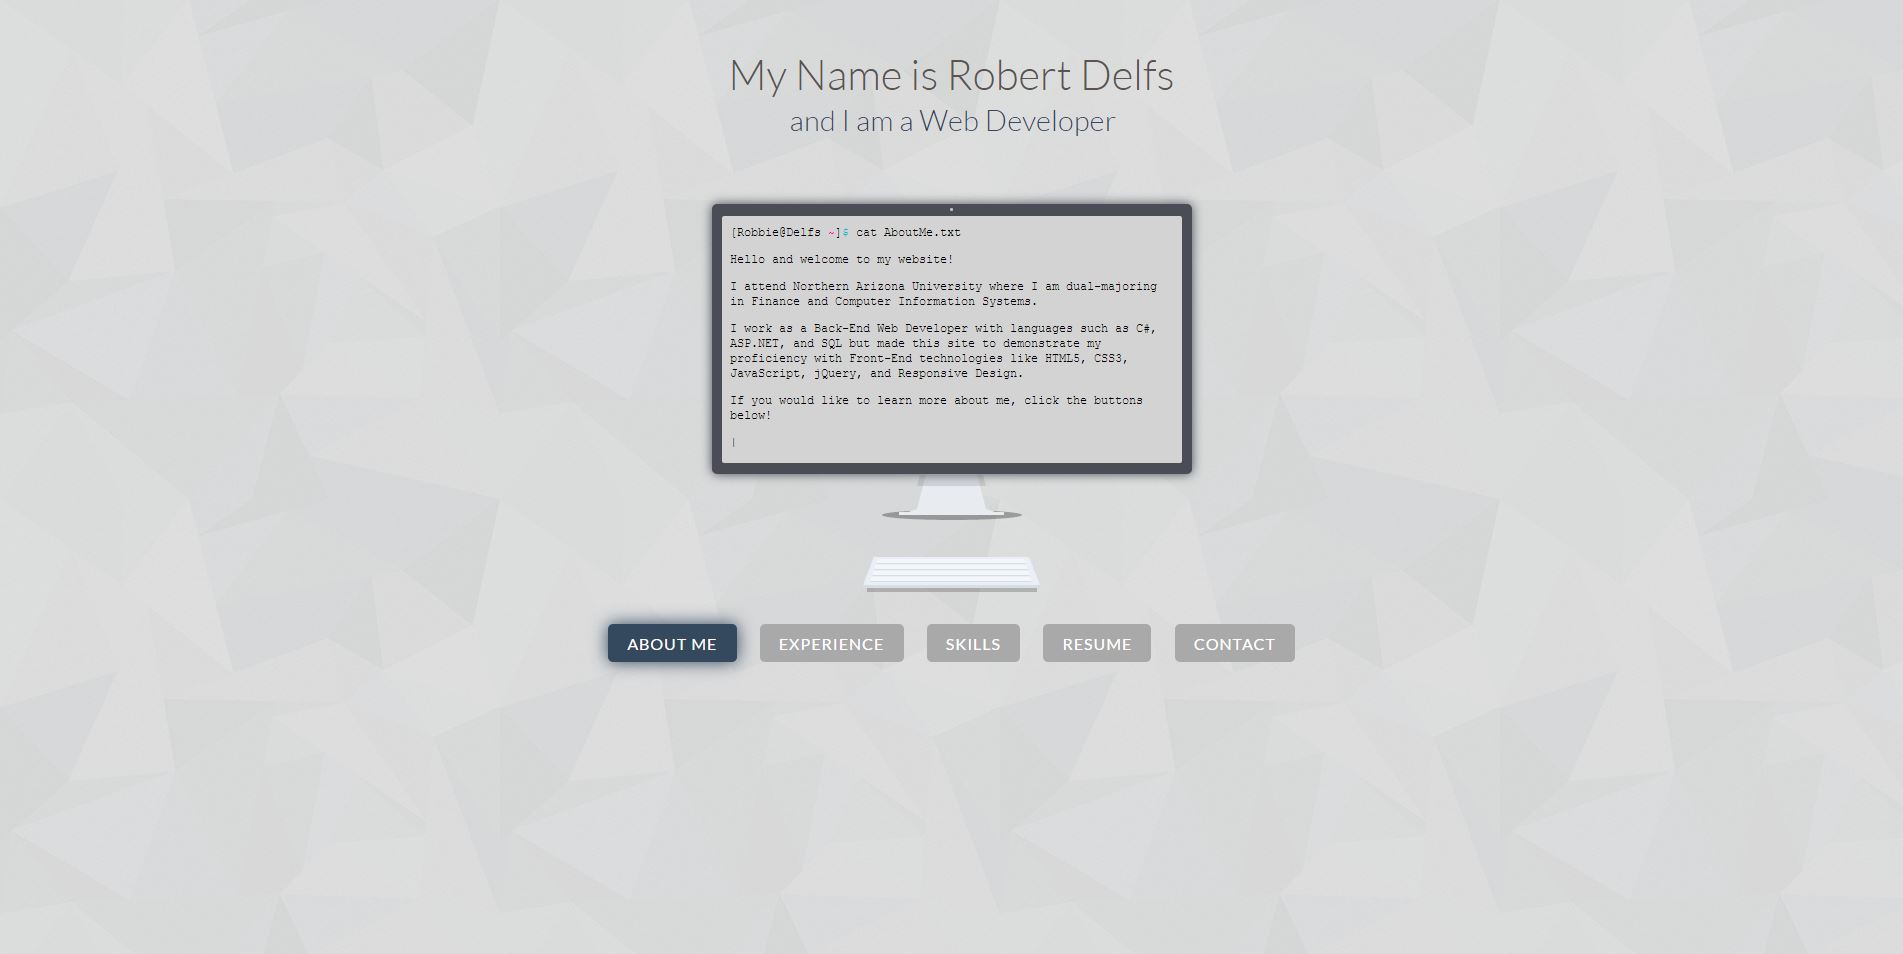 My Name is Robert Delfs
and I am a Web Developer
[Robbie@Delfs ~]$ cat AboutMe.txt
Hello and welcome to my website!
I attend Northern Arizona University where I am dual-majoring
in Finance and Computer Information Systems.
I work as a Back-End Web Developer with languages such as C#,
ASP.NET, and SQL but made this site to demonstrate my
proficiency with Front-End technologies like HTML5, CSS3,
JavaScript, jQuery, and Responsive Design.
If you would like to learn more about me, click the buttons
below!
|
ABOUT ME EXPERIENCE SKILLS RESUME CONTACT